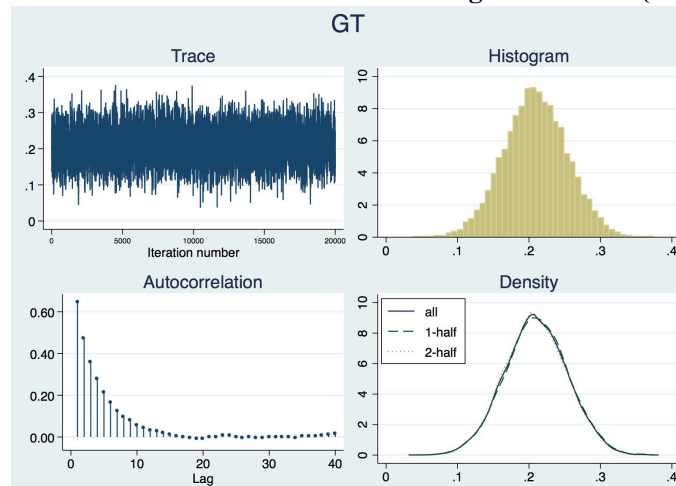 GT
Trace
.4
.3
.2
.1
0
0 5000 10000 15000 20000
Iteration number
Histogram
10
8
6
4
2
0
0 .1 .2 .3 .4
Autocorrelation
0.60
0.40
0.20
0.00
0 10 20 30 40
Lag
Density
all
1-half
2-half
10
8
6
4
2
0
0 .1 .2 .3 .4